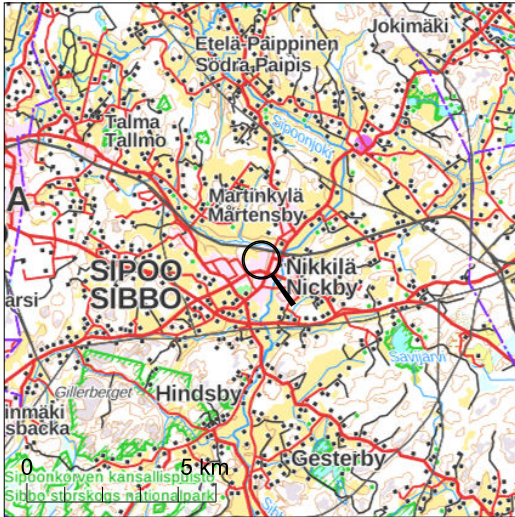 Jokimäki
Etelä-Paippinen
Södra Paipis
Sipoonjoki
Talma
Tallmo
Martinkylä
Mårtensby
A
SIPOO
SIBBO
Nikkilä
Nickby
arsi
Savijärvi
Gillerberget
Hindsby
inmäki
sbacka
Gesterby
0
5 km
Sipoonkorven kansallispuisto
Sibbo storskogs nationalpark